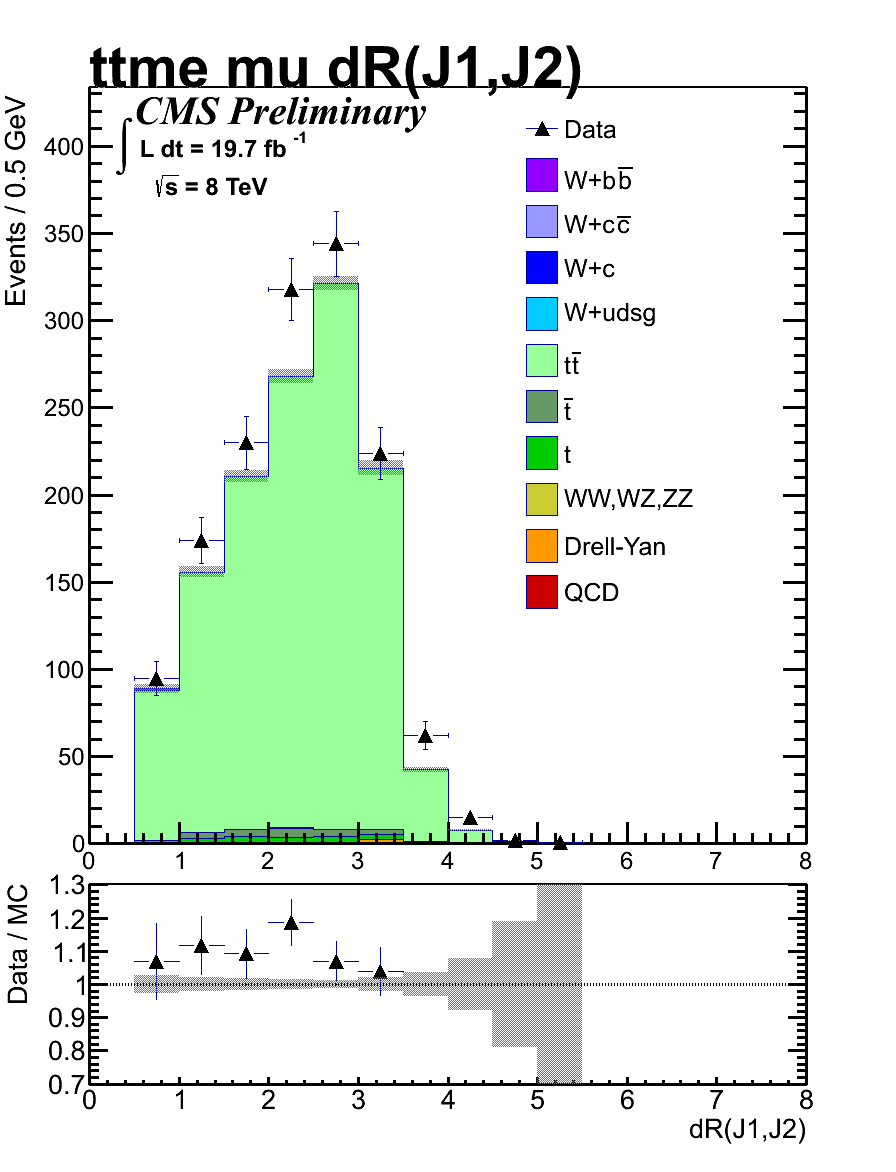 ttme mu dR(J1,J2)
CMS Preliminary
∫ L dt = 19.7 fb⁻¹
√s = 8 TeV
Events / 0.5 GeV
400
350
300
250
200
150
100
50
0
0 1 2 3 4 5 6 7 8
Data
W+bb̅
W+cc̅
W+c
W+udsg
tt̅
t̅
t
WW,WZ,ZZ
Drell-Yan
QCD
Data / MC
1.3
1.2
1.1
1
0.9
0.8
0.7
0 1 2 3 4 5 6 7 8
dR(J1,J2)